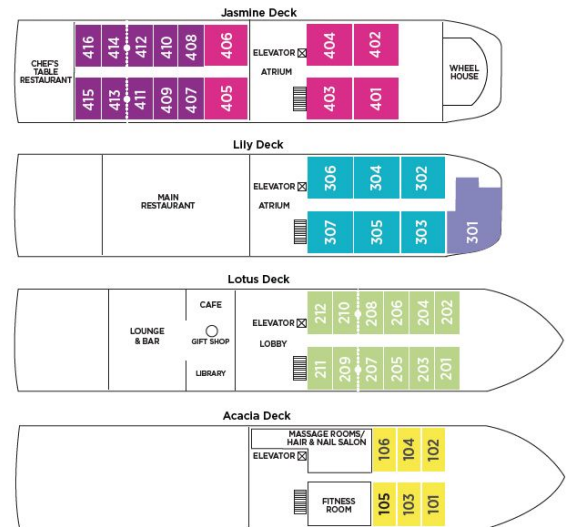 Jasmine Deck
416 414 412 410 408 406
ELEVATOR
404 402
CHEF'S
TABLE
RESTAURANT
ATRIUM
WHEEL
HOUSE
415 413 411 409 407 405
403 401
Lily Deck
306 304 302
ELEVATOR
MAIN
RESTAURANT
ATRIUM
307 305 303 301
Lotus Deck
CAFE
212 210 208 206 204 202
ELEVATOR
LOUNGE
& BAR
GIFT SHOP
LOBBY
LIBRARY
211 209 207 205 203 201
Acacia Deck
MASSAGE ROOMS/
HAIR & NAIL SALON
ELEVATOR
106 104 102
FITNESS
ROOM
105 103 101